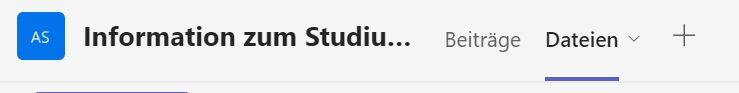 AS Information zum Studiu... Beiträge Dateien